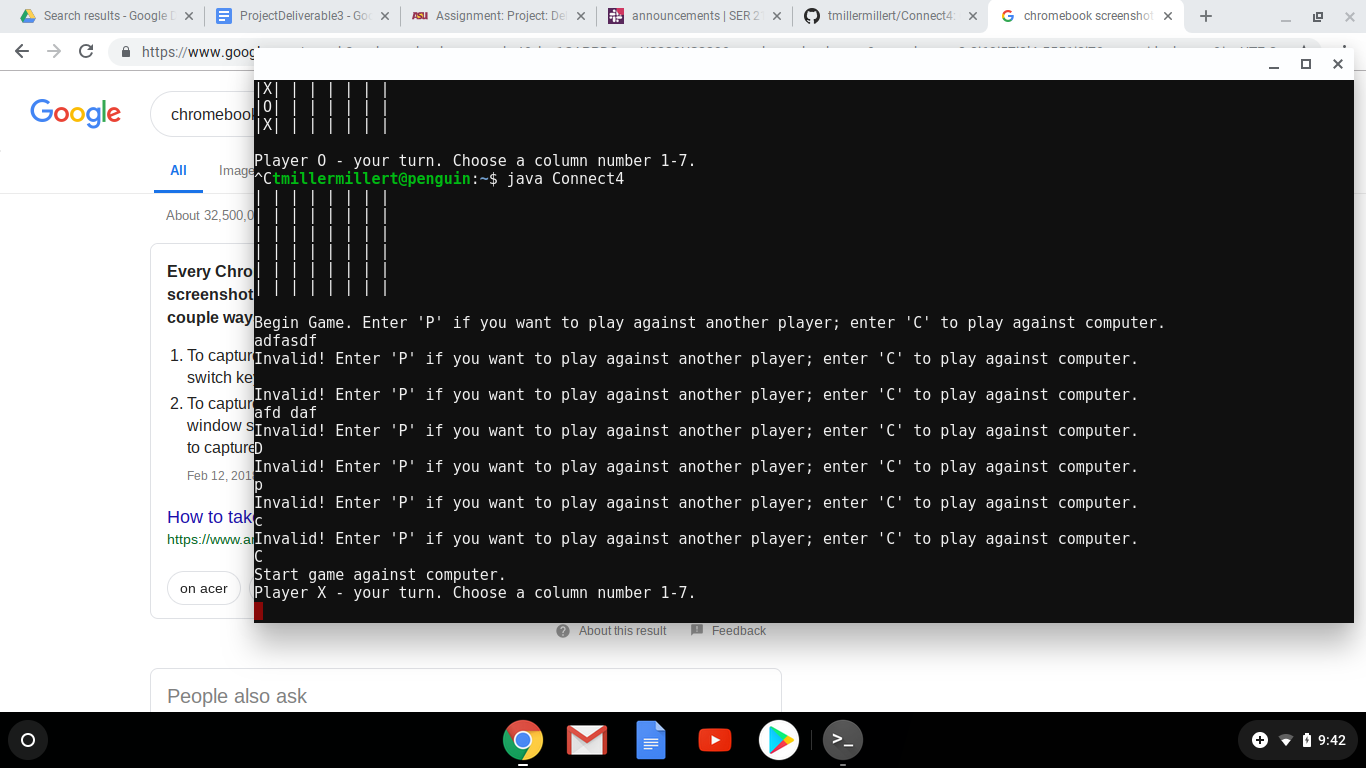 Search results - Google D
ProjectDeliverable3 - Goo
ASU Assignment: Project: Del
announcements | SER 21
tmillermillert/Connect4:
chromebook screenshot
https://www.goog
Google
chromebook
All
Image
About 32,500,0
Every Chro
screenshot
couple way
1. To captur
switch key
2. To captur
window s
to capture
Feb 12, 201
How to tak
https://www.an
on acer
|X| | | | | | |
|O| | | | | | |
|X| | | | | | |
Player O - your turn. Choose a column number 1-7.
^Ctmillermillert@penguin:~$ java Connect4
| | | | | | | |
| | | | | | | |
| | | | | | | |
| | | | | | | |
| | | | | | | |
| | | | | | | |
Begin Game. Enter 'P' if you want to play against another player; enter 'C' to play against computer.
adfasdf
Invalid! Enter 'P' if you want to play against another player; enter 'C' to play against computer.
Invalid! Enter 'P' if you want to play against another player; enter 'C' to play against computer.
afd daf
Invalid! Enter 'P' if you want to play against another player; enter 'C' to play against computer.
D
Invalid! Enter 'P' if you want to play against another player; enter 'C' to play against computer.
p
Invalid! Enter 'P' if you want to play against another player; enter 'C' to play against computer.
c
Invalid! Enter 'P' if you want to play against another player; enter 'C' to play against computer.
C
Start game against computer.
Player X - your turn. Choose a column number 1-7.
About this result
Feedback
People also ask
9:42